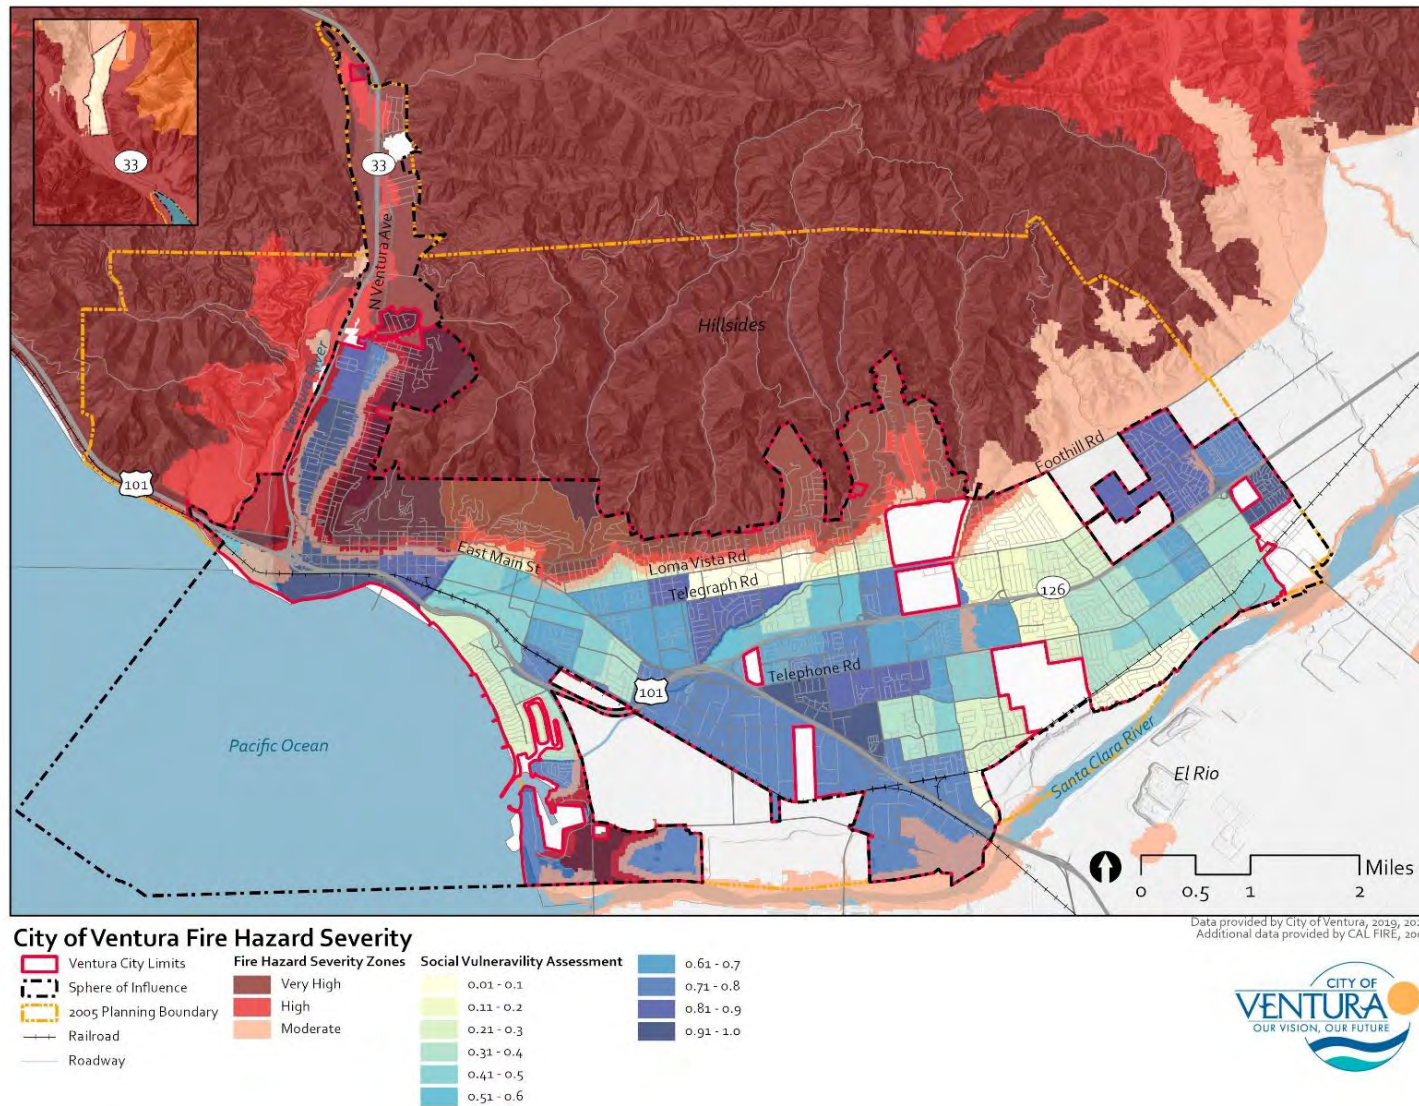 33
33
N Ventura Ave
Hillsides
Ventura River
Foothill Rd
101
East Main St
Loma Vista Rd
Telegraph Rd
126
Telephone Rd
101
Pacific Ocean
Santa Clara River
El Rio
Miles
0 0.5 1 2
Data provided by City of Ventura, 2019,
Additional data provided by CAL FIRE,
City of Ventura Fire Hazard Severity
Ventura City Limits
Sphere of Influence
2005 Planning Boundary
Railroad
Roadway
Fire Hazard Severity Zones
Very High
High
Moderate
Social Vulneravility Assessment
0.01 - 0.1
0.11 - 0.2
0.21 - 0.3
0.31 - 0.4
0.41 - 0.5
0.51 - 0.6
0.61 - 0.7
0.71 - 0.8
0.81 - 0.9
0.91 - 1.0
CITY OF
VENTURA
OUR VISION, OUR FUTURE